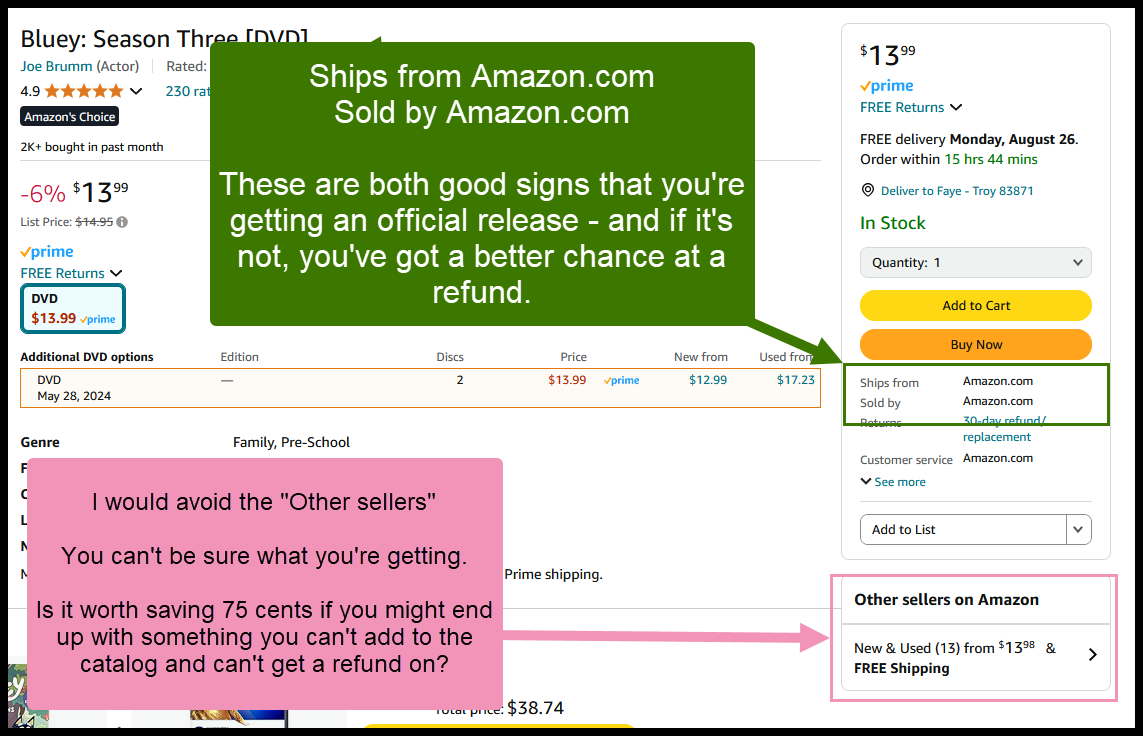 Bluey: Season Three [DVD]
Joe Brumm (Actor) Rated:
4.9 230 rat
Amazon's Choice
2K+ bought in past month
-6% $13 99
List Price: $14.95
prime
FREE Returns
DVD
$13.99 prime
Additional DVD options Edition Discs Price New from Used from
DVD — 2 $13.99 prime $12.99 $17.23
May 28, 2024
Genre Family, Pre-School
Prime shipping.
Total price: $38.74
Ships from Amazon.com
Sold by Amazon.com
These are both good signs that you're
getting an official release - and if it's
not, you've got a better chance at a
refund.
I would avoid the "Other sellers"
You can't be sure what you're getting.
Is it worth saving 75 cents if you might end
up with something you can't add to the
catalog and can't get a refund on?
$13 99
prime
FREE Returns
FREE delivery Monday, August 26.
Order within 15 hrs 44 mins
Deliver to Faye - Troy 83871
In Stock
Quantity: 1
Add to Cart
Buy Now
Ships from Amazon.com
Sold by Amazon.com
Returns 30-day refund/
replacement
Customer service Amazon.com
See more
Add to List
Other sellers on Amazon
New & Used (13) from $13 98 &
FREE Shipping